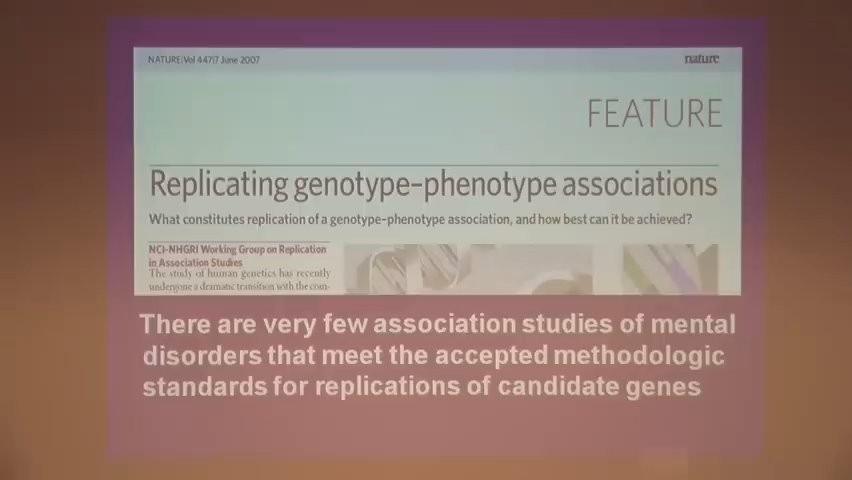 NATURE|Vol 447|7 June 2007
nature
FEATURE
Replicating genotype–phenotype associations
What constitutes replication of a genotype–phenotype association, and how best can it be achieved?
NCI-NHGRI Working Group on Replication
in Association Studies
The study of human genetics has recently
undergone a dramatic transition with the com-
There are very few association studies of mental
disorders that meet the accepted methodologic
standards for replications of candidate genes